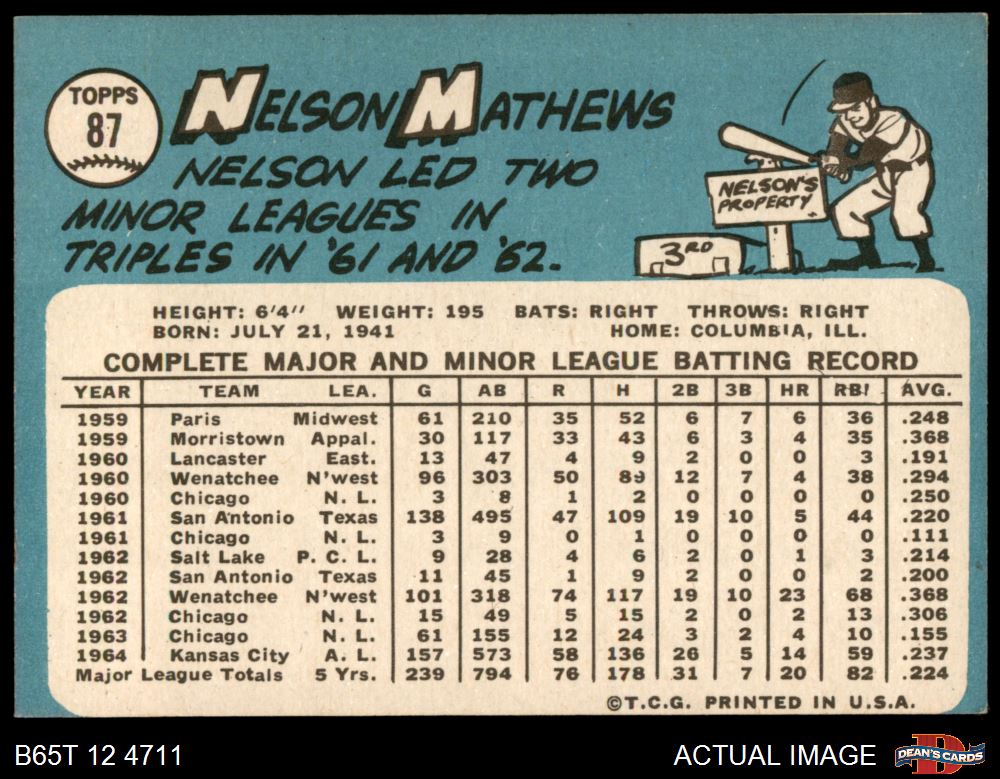 TOPPS
87
NELSON MATHEWS
NELSON LED TWO
MINOR LEAGUES IN
TRIPLES IN '61 AND '62.
NELSON'S
PROPERTY
3RD
HEIGHT: 6'4" WEIGHT: 195 BATS: RIGHT THROWS: RIGHT
BORN: JULY 21, 1941 HOME: COLUMBIA, ILL.
COMPLETE MAJOR AND MINOR LEAGUE BATTING RECORD
YEAR TEAM LEA. G AB R H 2B 3B HR RBI AVG.
1959 Paris Midwest 61 210 35 52 6 7 6 36 .248
1959 Morristown Appal. 30 117 33 43 6 3 4 35 .368
1960 Lancaster East. 13 47 4 9 2 0 0 3 .191
1960 Wenatchee N'west 96 303 50 89 12 7 4 38 .294
1960 Chicago N. L. 3 8 1 2 0 0 0 0 .250
1961 San Antonio Texas 138 495 47 109 19 10 5 44 .220
1961 Chicago N. L. 3 9 0 1 0 0 0 0 .111
1962 Salt Lake P. C. L. 9 28 4 6 2 0 1 3 .214
1962 San Antonio Texas 11 45 1 9 2 0 0 2 .200
1962 Wenatchee N'west 101 318 74 117 19 10 23 68 .368
1962 Chicago N. L. 15 49 5 15 2 0 2 13 .306
1963 Chicago N. L. 61 155 12 24 3 2 4 10 .155
1964 Kansas City A. L. 157 573 58 136 26 5 14 59 .237
Major League Totals 5 Yrs. 239 794 76 178 31 7 20 82 .224
©T.C.G. PRINTED IN U.S.A.
B65T 12 4711 ACTUAL IMAGE
D
DEAN'S CARDS